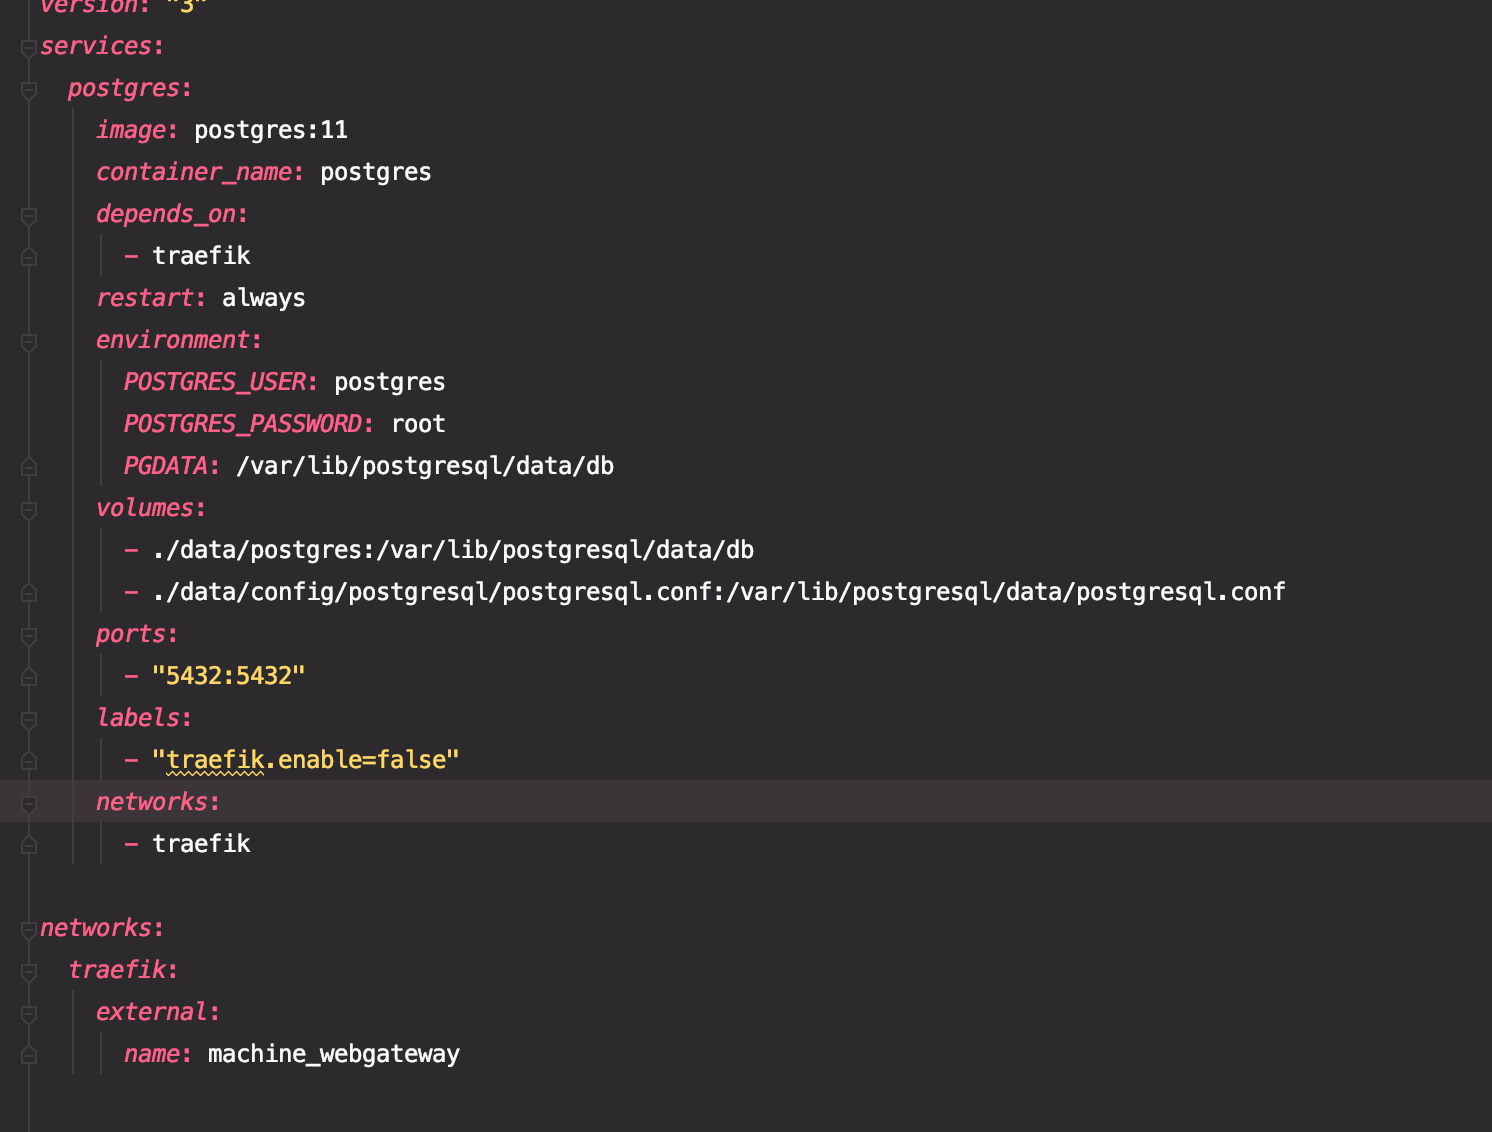 version: "3"
services:
  postgres:
    image: postgres:11
    container_name: postgres
    depends_on:
      - traefik
    restart: always
    environment:
      POSTGRES_USER: postgres
      POSTGRES_PASSWORD: root
      PGDATA: /var/lib/postgresql/data/db
    volumes:
      - ./data/postgres:/var/lib/postgresql/data/db
      - ./data/config/postgresql/postgresql.conf:/var/lib/postgresql/data/postgresql.conf
    ports:
      - "5432:5432"
    labels:
      - "traefik.enable=false"
    networks:
      - traefik

networks:
  traefik:
    external:
      name: machine_webgateway